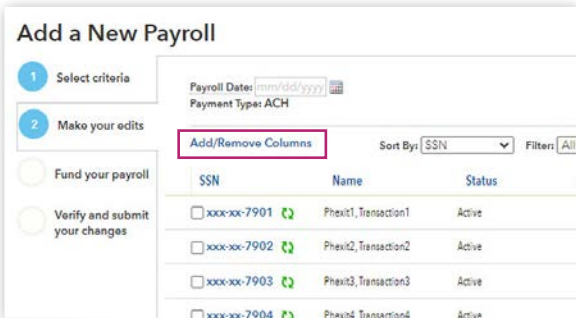 Add a New Payroll
1 Select criteria
2 Make your edits
Fund your payroll
Verify and submit
your changes
Payroll Date: mm/dd/yyyy
Payment Type: ACH
Add/Remove Columns Sort By: SSN Filter: All
SSN Name Status
xxx-xx-7901 Phexit1, Transaction1 Active
xxx-xx-7902 Phexit2, Transaction2 Active
xxx-xx-7903 Phexit3, Transaction3 Active
xxx-xx-7904 Phexit4, Transaction4 Active